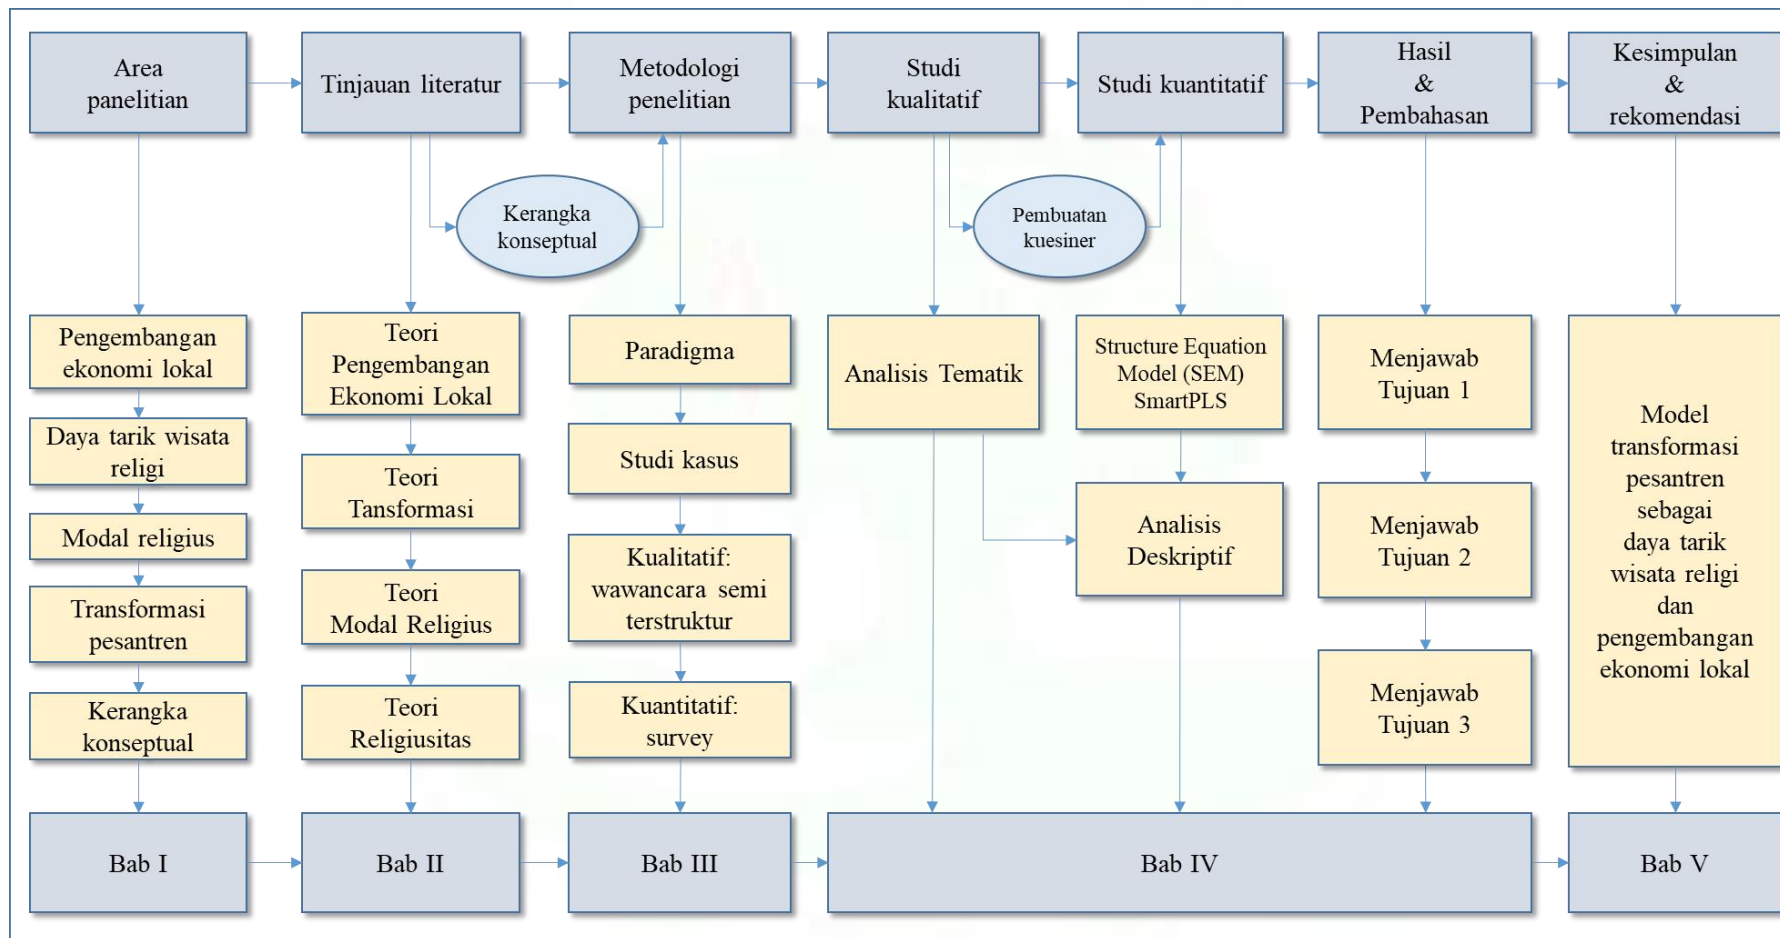 Area
panelitian
Tinjauan literatur
Metodologi
penelitian
Studi
kualitatif
Studi kuantitatif
Hasil
&
Pembahasan
Kesimpulan
&
rekomendasi
Kerangka
konseptual
Pembuatan
kuesiner
Pengembangan
ekonomi lokal
Daya tarik wisata
religi
Modal religius
Transformasi
pesantren
Kerangka
konseptual
Teori
Pengembangan
Ekonomi Lokal
Teori
Tansformasi
Teori
Modal Religius
Teori
Religiusitas
Paradigma
Studi kasus
Kualitatif:
wawancara semi
terstruktur
Kuantitatif:
survey
Analisis Tematik
Structure Equation
Model (SEM)
SmartPLS
Analisis
Deskriptif
Menjawab
Tujuan 1
Menjawab
Tujuan 2
Menjawab
Tujuan 3
Model
transformasi
pesantren
sebagai
daya tarik
wisata religi
dan
pengembangan
ekonomi lokal
Bab I
Bab II
Bab III
Bab IV
Bab V